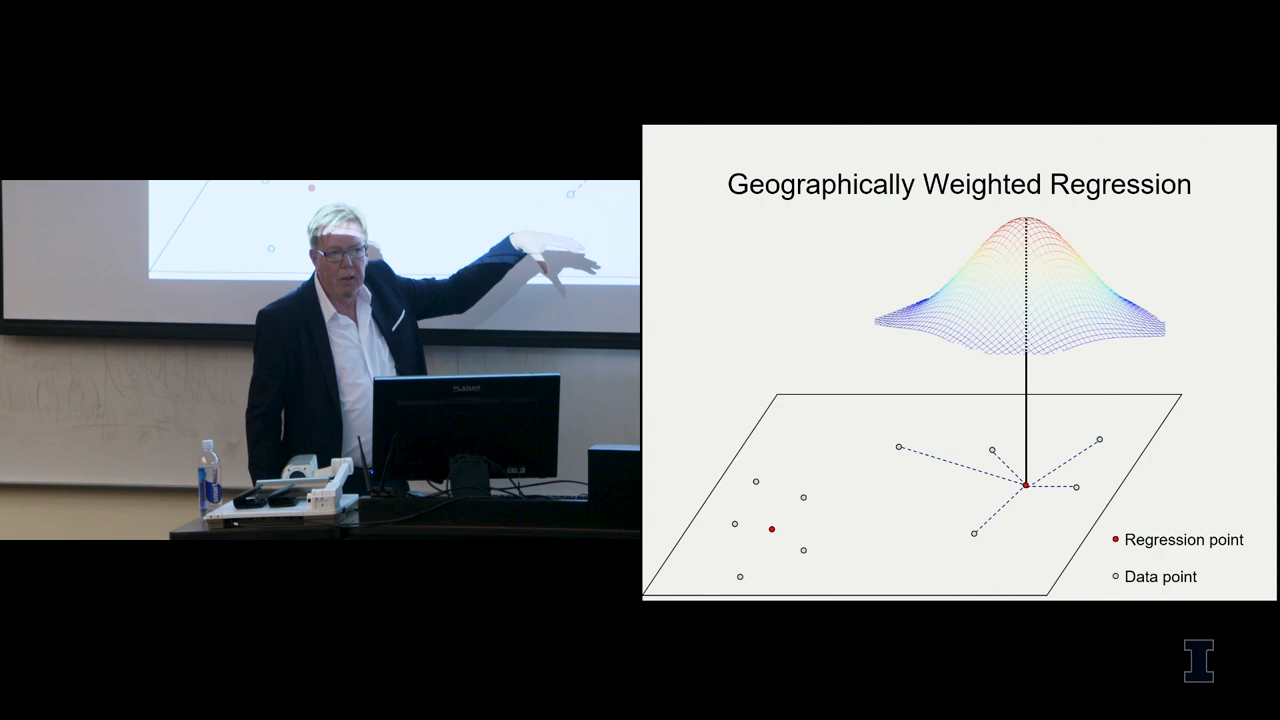 Geographically Weighted Regression
Regression point
Data point
PLANAR
I